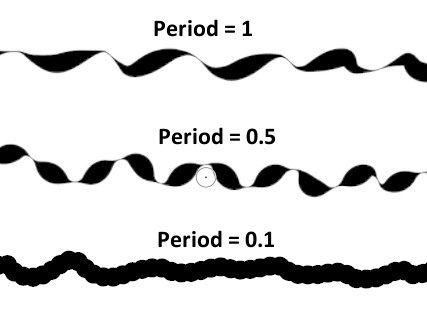 Period = 1
Period = 0.5
Period = 0.1